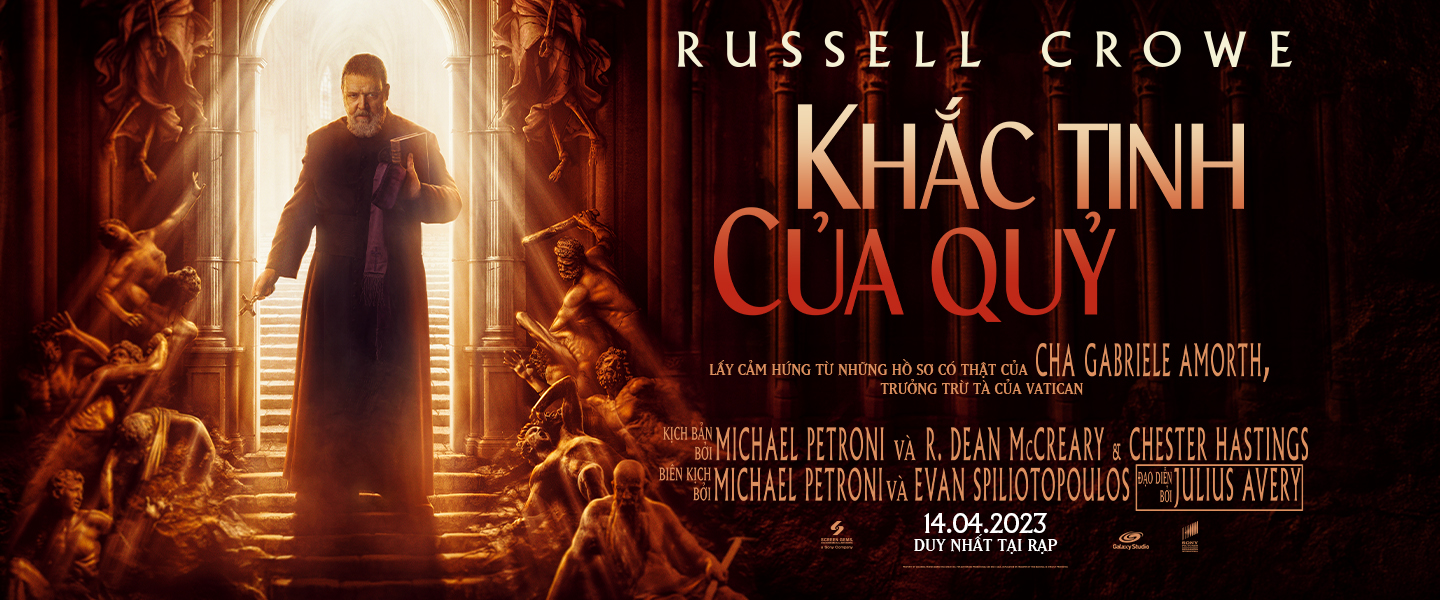 RUSSELL CROWE
KHẮC TINH
CỦA QUỶ
LẤY CẢM HỨNG TỪ NHỮNG HỒ SƠ CÓ THẬT CỦA CHA GABRIELE AMORTH,
TRƯỞNG TRỪ TÀ CỦA VATICAN
KỊCH BẢN BỞI MICHAEL PETRONI VÀ R. DEAN McCREARY & CHESTER HASTINGS
BIÊN KỊCH BỞI MICHAEL PETRONI VÀ EVAN SPILIOTOPOULOS ĐẠO DIỄN BỞI JULIUS AVERY
14.04.2023
DUY NHẤT TẠI RẠP
SCREEN GEMS
a Sony Company
Galaxy Studio
SONY